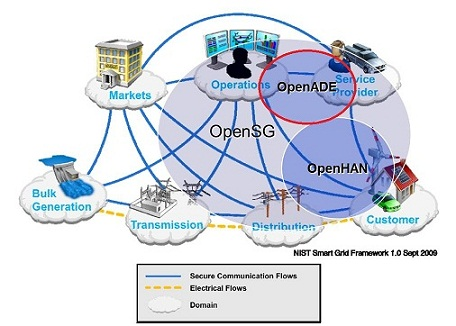 Markets
Operations
OpenADE
Service
Provider
OpenSG
OpenHAN
Bulk
Generation
Transmission
Distribution
Customer
NIST Smart Grid Framework 1.0 Sept 2009
Secure Communication Flows
Electrical Flows
Domain